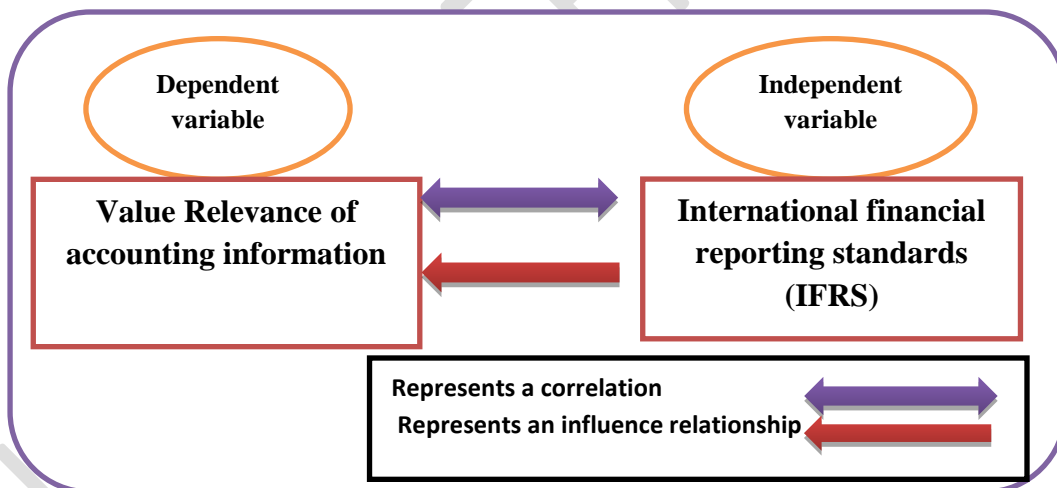 Dependent
variable
Independent
variable
Value Relevance of
accounting information
International financial
reporting standards
(IFRS)
Represents a correlation
Represents an influence relationship